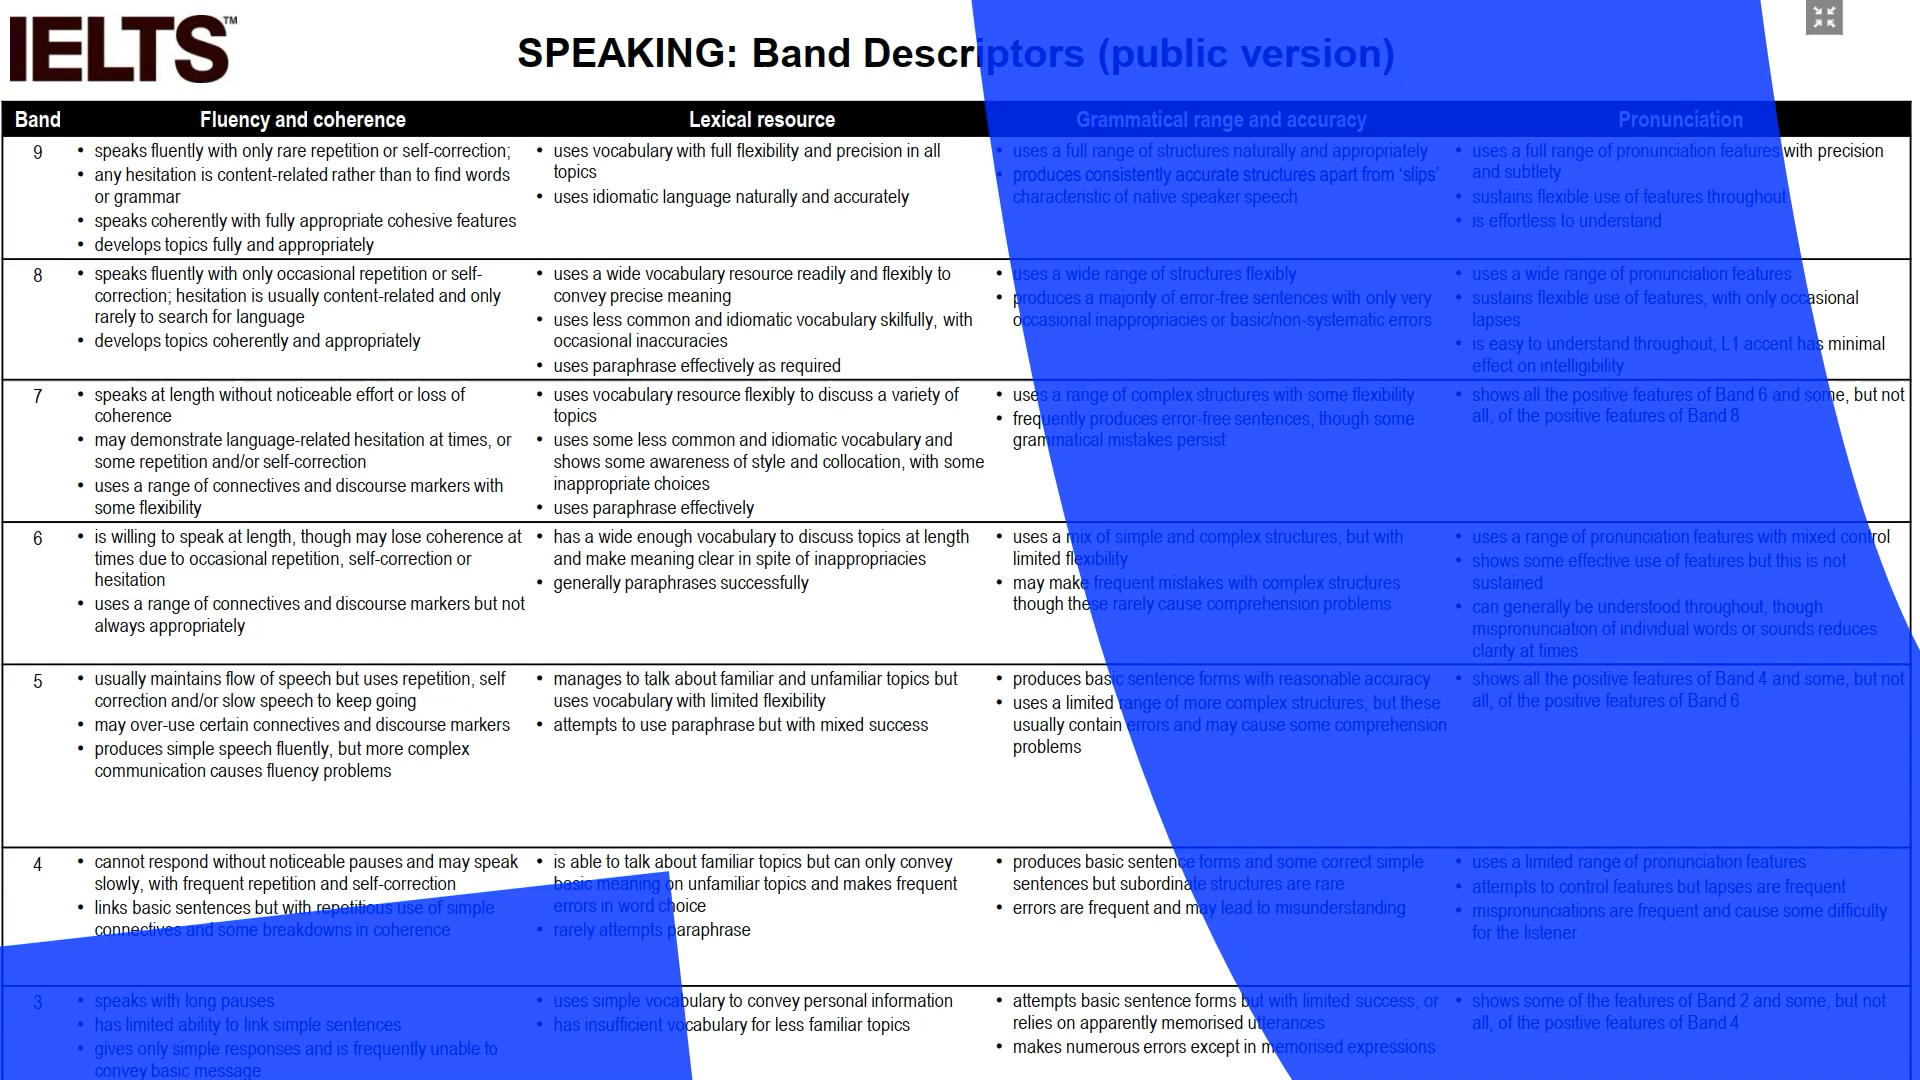 IELTS™
SPEAKING: Band Descriptors (public version)
Band Fluency and coherence Lexical resource Grammatical range and accuracy Pronunciation
9
• speaks fluently with only rare repetition or self-correction;
• any hesitation is content-related rather than to find words
or grammar
• speaks coherently with fully appropriate cohesive features
• develops topics fully and appropriately
• uses vocabulary with full flexibility and precision in all
topics
• uses idiomatic language naturally and accurately
• uses a full range of structures naturally and appropriately
• produces consistently accurate structures apart from ‘slips’
characteristic of native speaker speech
• uses a full range of pronunciation features with precision
and subtlety
• sustains flexible use of features throughout
• is effortless to understand
8
• speaks fluently with only occasional repetition or self-
correction; hesitation is usually content-related and only
rarely to search for language
• develops topics coherently and appropriately
• uses a wide vocabulary resource readily and flexibly to
convey precise meaning
• uses less common and idiomatic vocabulary skilfully, with
occasional inaccuracies
• uses paraphrase effectively as required
• uses a wide range of structures flexibly
• produces a majority of error-free sentences with only very
occasional inappropriacies or basic/non-systematic errors
• uses a wide range of pronunciation features
• sustains flexible use of features, with only occasional
lapses
• is easy to understand throughout; L1 accent has minimal
effect on intelligibility
7
• speaks at length without noticeable effort or loss of
coherence
• may demonstrate language-related hesitation at times, or
some repetition and/or self-correction
• uses a range of connectives and discourse markers with
some flexibility
• uses vocabulary resource flexibly to discuss a variety of
topics
• uses some less common and idiomatic vocabulary and
shows some awareness of style and collocation, with some
inappropriate choices
• uses paraphrase effectively
• uses a range of complex structures with some flexibility
• frequently produces error-free sentences, though some
grammatical mistakes persist
• shows all the positive features of Band 6 and some, but not
all, of the positive features of Band 8
6
• is willing to speak at length, though may lose coherence at
times due to occasional repetition, self-correction or
hesitation
• uses a range of connectives and discourse markers but not
always appropriately
• has a wide enough vocabulary to discuss topics at length
and make meaning clear in spite of inappropriacies
• generally paraphrases successfully
• uses a mix of simple and complex structures, but with
limited flexibility
• may make frequent mistakes with complex structures
though these rarely cause comprehension problems
• uses a range of pronunciation features with mixed control
• shows some effective use of features but this is not
sustained
• can generally be understood throughout, though
mispronunciation of individual words or sounds reduces
clarity at times
5
• usually maintains flow of speech but uses repetition, self
correction and/or slow speech to keep going
• may over-use certain connectives and discourse markers
• produces simple speech fluently, but more complex
communication causes fluency problems
• manages to talk about familiar and unfamiliar topics but
uses vocabulary with limited flexibility
• attempts to use paraphrase but with mixed success
• produces basic sentence forms with reasonable accuracy
• uses a limited range of more complex structures, but these
usually contain errors and may cause some comprehension
problems
• shows all the positive features of Band 4 and some, but not
all, of the positive features of Band 6
4
• cannot respond without noticeable pauses and may speak
slowly, with frequent repetition and self-correction
• links basic sentences but with repetitious use of simple
connectives and some breakdowns in coherence
• is able to talk about familiar topics but can only convey
basic meaning on unfamiliar topics and makes frequent
errors in word choice
• rarely attempts paraphrase
• produces basic sentence forms and some correct simple
sentences but subordinate structures are rare
• errors are frequent and may lead to misunderstanding
• uses a limited range of pronunciation features
• attempts to control features but lapses are frequent
• mispronunciations are frequent and cause some difficulty
for the listener
3
• speaks with long pauses
• has limited ability to link simple sentences
• gives only simple responses and is frequently unable to
convey basic message
• uses simple vocabulary to convey personal information
• has insufficient vocabulary for less familiar topics
• attempts basic sentence forms but with limited success, or
relies on apparently memorised utterances
• makes numerous errors except in memorised expressions
• shows some of the features of Band 2 and some, but not
all, of the positive features of Band 4